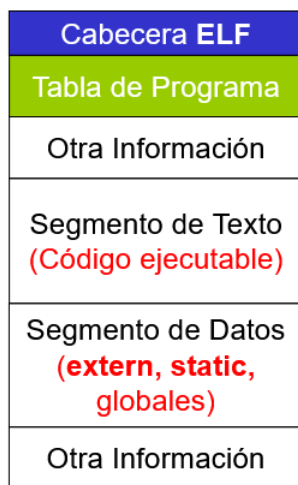 Cabecera ELF
Tabla de Programa
Otra Información
Segmento de Texto
(Código ejecutable)
Segmento de Datos
(extern, static,
globales)
Otra Información